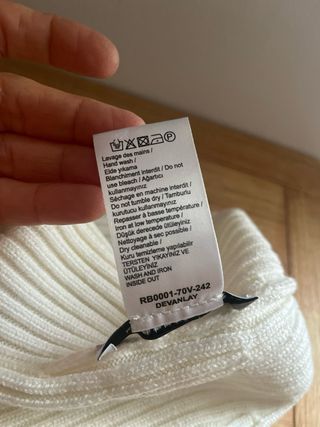 Lavage des mains /
Hand wash /
Elde yıkama
Blanchiment interdit / Do not
use bleach / Ağartıcı
kullanmayınız
Séchage en machine interdit /
Do not tumble dry / Tamburlu
kurutucu kullanmayınız
Repasser à basse température /
Iron at low temperature /
Düşük derecede ütüleyiniz
Nettoyage à sec possible /
Dry cleanable /
Kuru temizleme yapılabilir
TERSTEN YIKAYINIZ VE
ÜTÜLEYİNİZ
WASH AND IRON
INSIDE OUT
RB0001-70V-242
DEVANLAY